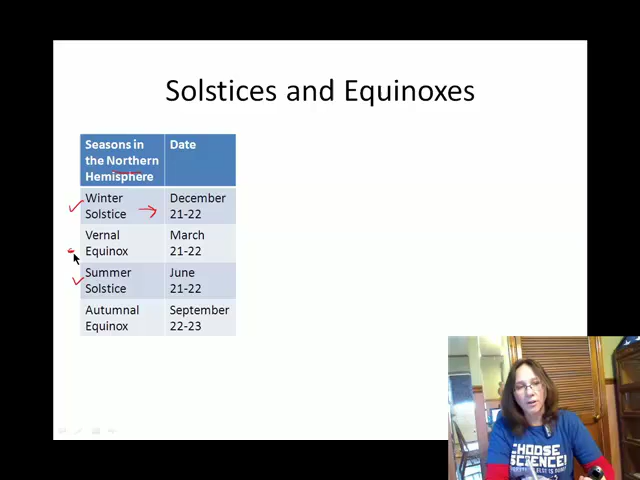 Solstices and Equinoxes
Seasons in
the Northern
Hemisphere
Date
Winter
Solstice
December
21-22
Vernal
Equinox
March
21-22
Summer
Solstice
June
21-22
Autumnal
Equinox
September
22-23
CHOOSE
SCIENCE!